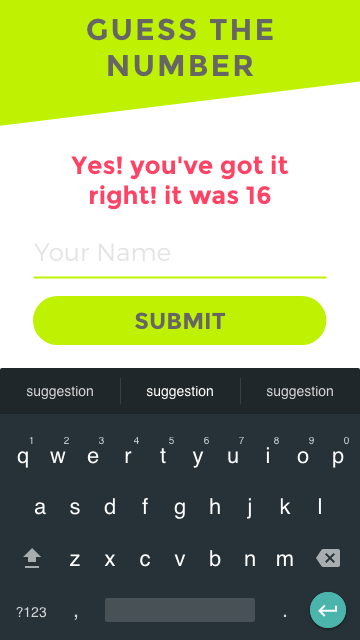 GUESS THE
NUMBER
Yes! you've got it
right! it was 16
Your Name
SUBMIT
suggestion suggestion suggestion
1 2 3 4 5 6 7 8 9 0
q w e r t y u i o p
a s d f g h j k l
z x c v b n m
?123 , .